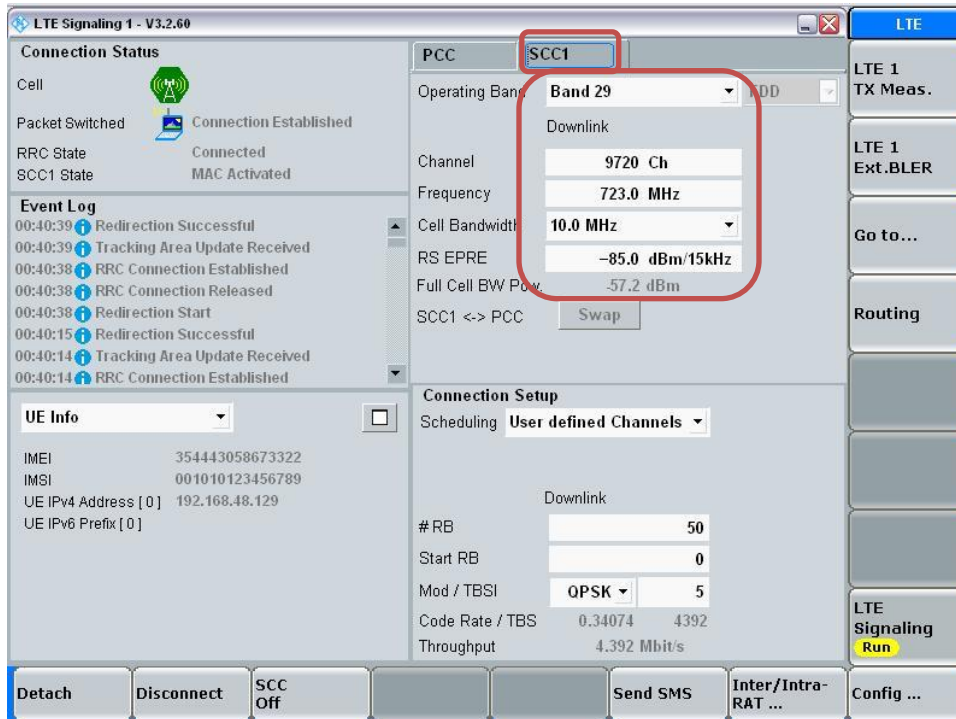 LTE Signaling 1 - V3.2.60
LTE
Connection Status
Cell
Packet Switched Connection Established
RRC State Connected
SCC1 State MAC Activated
Event Log
00:40:39 Redirection Successful
00:40:39 Tracking Area Update Received
00:40:38 RRC Connection Established
00:40:38 RRC Connection Released
00:40:38 Redirection Start
00:40:15 Redirection Successful
00:40:14 Tracking Area Update Received
00:40:14 RRC Connection Established
UE Info
IMEI 354443058673322
IMSI 001010123456789
UE IPv4 Address [ 0 ] 192.168.48.129
UE IPv6 Prefix [ 0 ]
PCC SCC1
Operating Band Band 29 FDD
Downlink
Channel 9720 Ch
Frequency 723.0 MHz
Cell Bandwidth 10.0 MHz
RS EPRE -85.0 dBm/15kHz
Full Cell BW Pow. -57.2 dBm
SCC1 <-> PCC Swap
Connection Setup
Scheduling User defined Channels
Downlink
# RB 50
Start RB 0
Mod / TBSI QPSK 5
Code Rate / TBS 0.34074 4392
Throughput 4.392 Mbit/s
LTE 1
TX Meas.
LTE 1
Ext.BLER
Go to...
Routing
LTE
Signaling
Run
Detach
Disconnect
SCC
Off
Send SMS
Inter/Intra-
RAT ...
Config ...